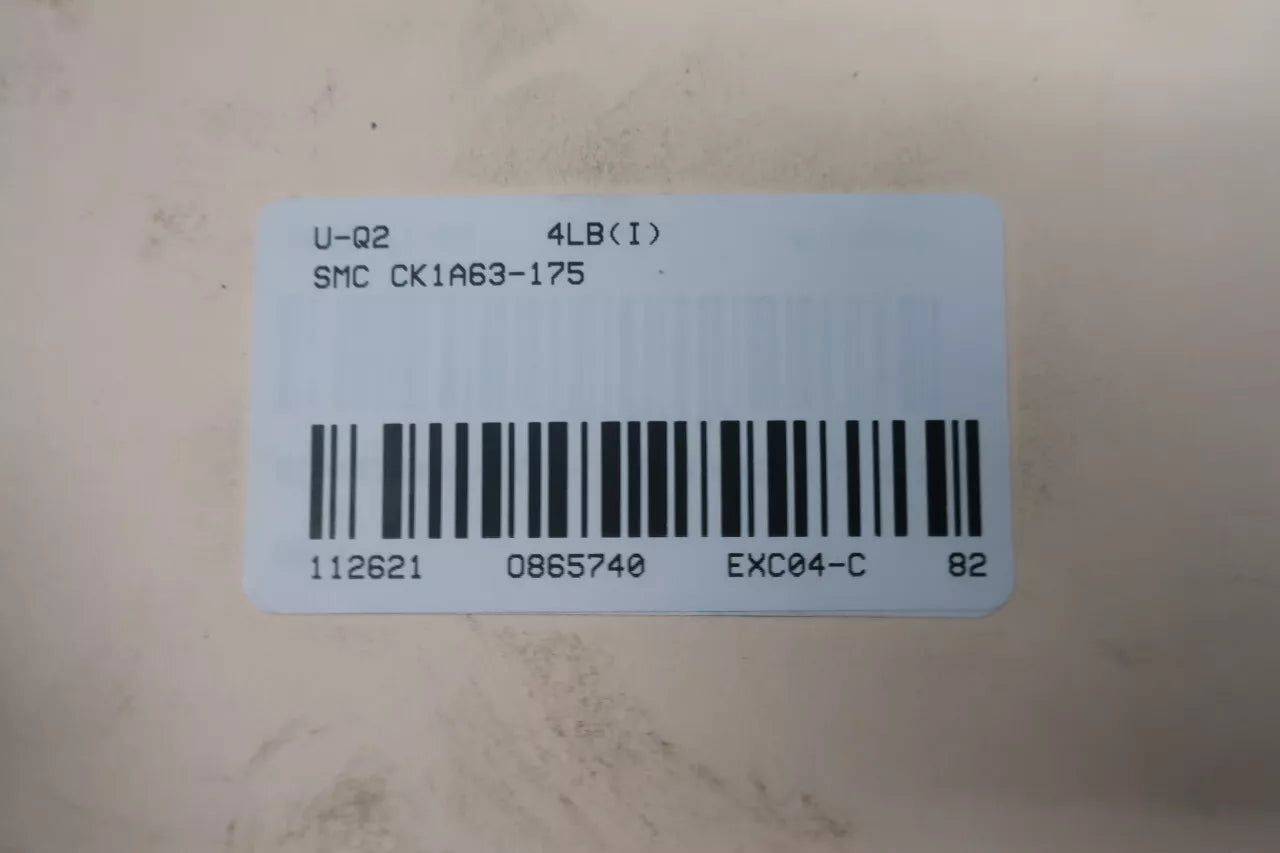 U-Q2 4LB(I)
SMC CK1A63-175
112621 0865740 EXC04-C 82